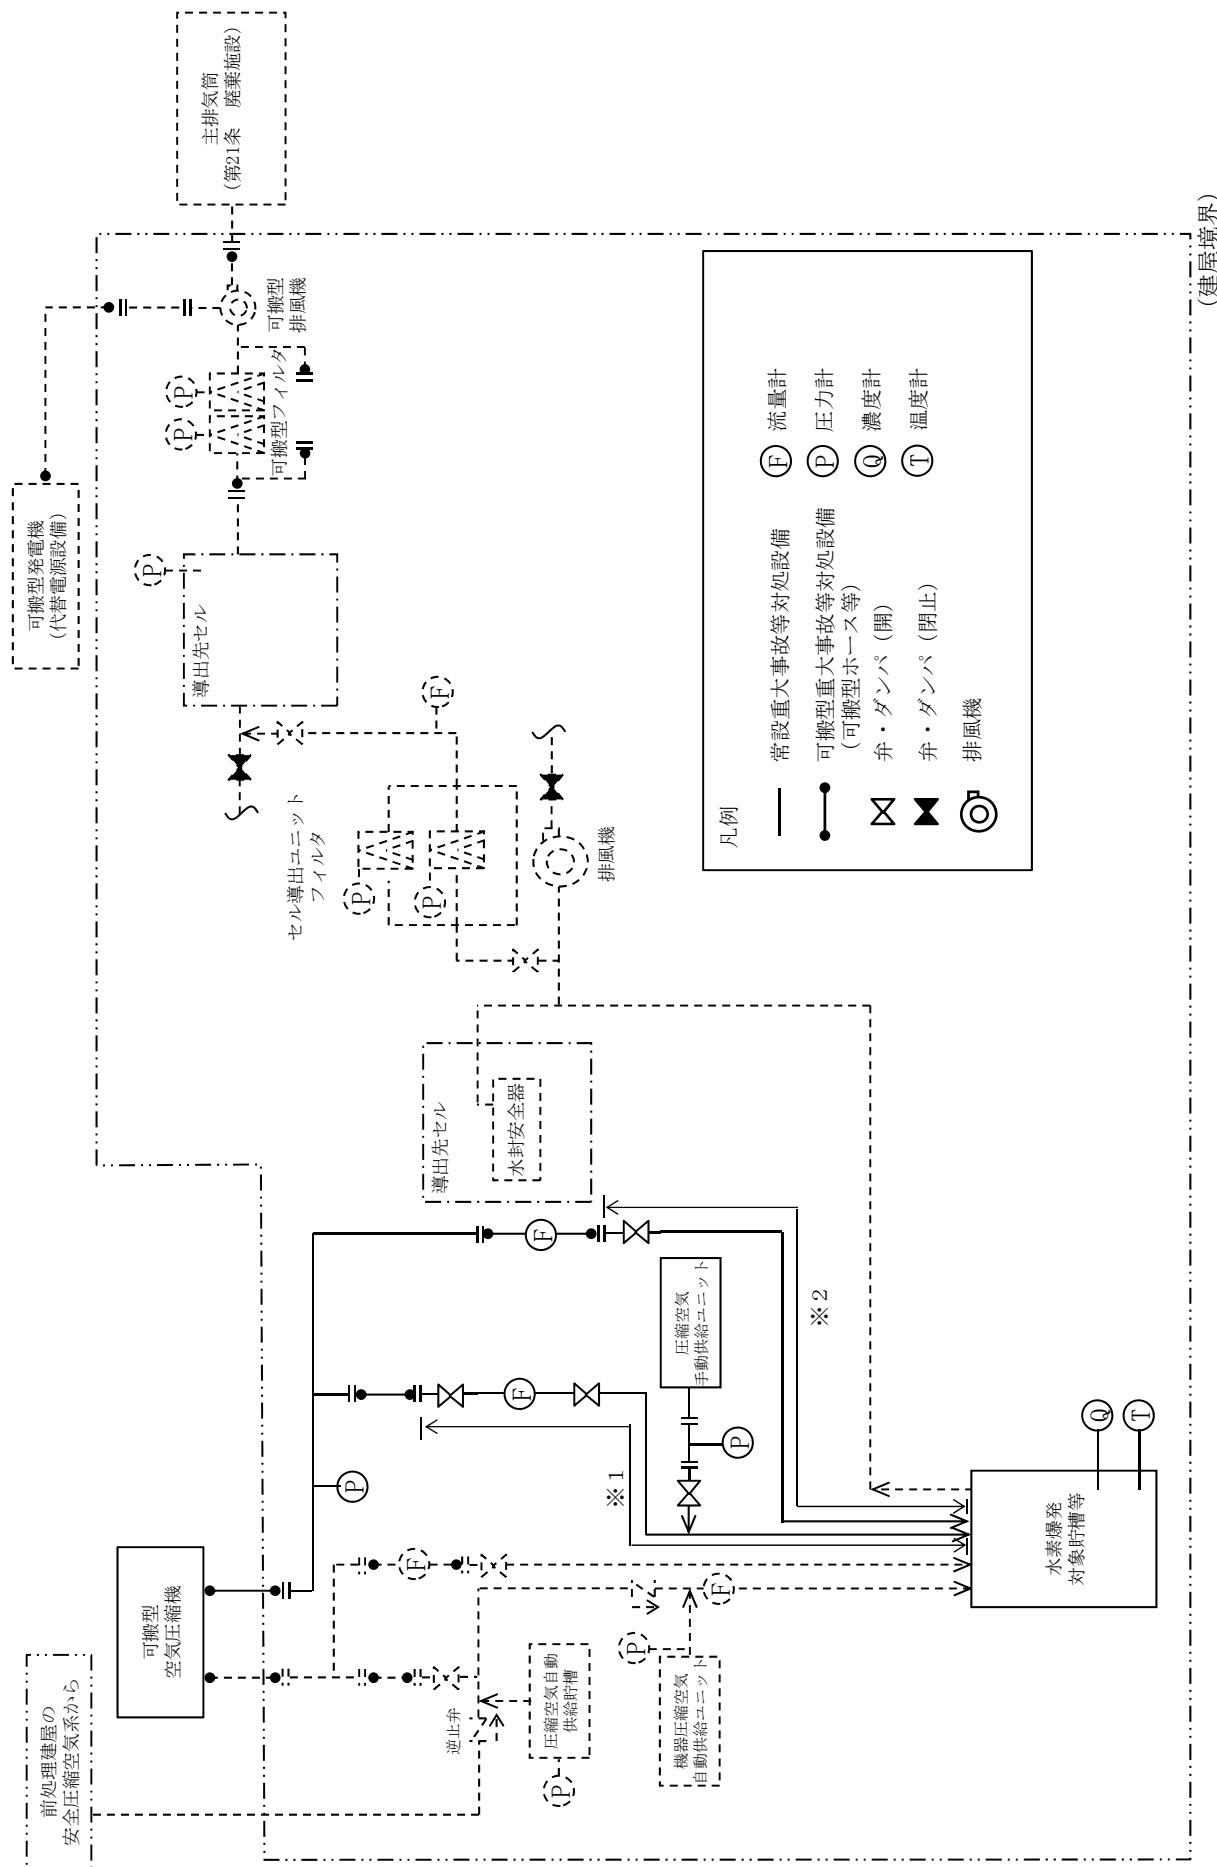 前処理建屋の
安全圧縮空気系から
可搬型
空気圧縮機
可搬型発電機
（代替電源設備）
主排気筒
（第21条　廃棄施設）
可搬型
排風機
可搬型フィルタ
P
P
P
導出先セル
F
セル導出ユニット
フィルタ
P
P
排風機
導出先セル
水封安全器
P
F
F
F
※1
※2
圧縮空気
手動供給ユニット
P
逆止弁
圧縮空気自動
供給貯槽
P
P
機器圧縮空気
自動供給ユニット
F
水素爆発
対象貯槽等
Q
T
凡例
常設重大事故等対処設備
可搬型重大事故等対処設備
（可搬型ホース等）
弁・ダンパ（開）
弁・ダンパ（閉止）
排風機
F 流量計
P 圧力計
Q 濃度計
T 温度計
（建屋境界）